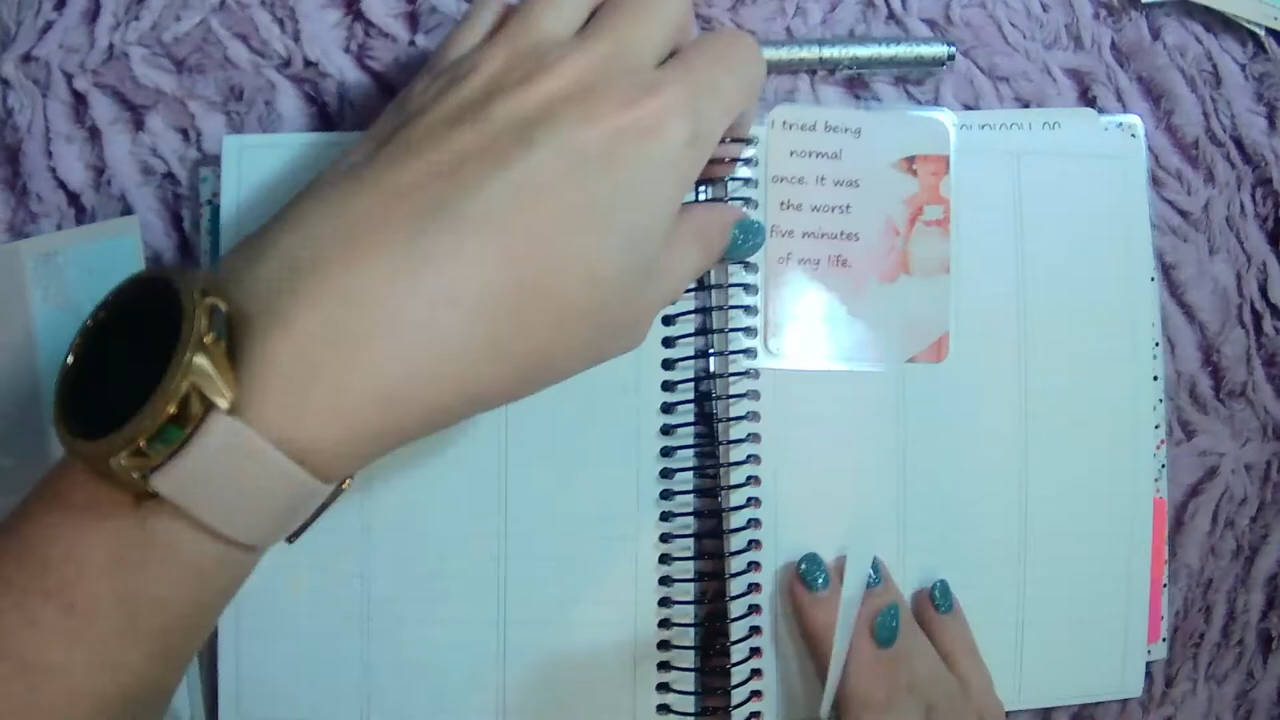 I tried being
normal
once. It was
the worst
five minutes
of my life.